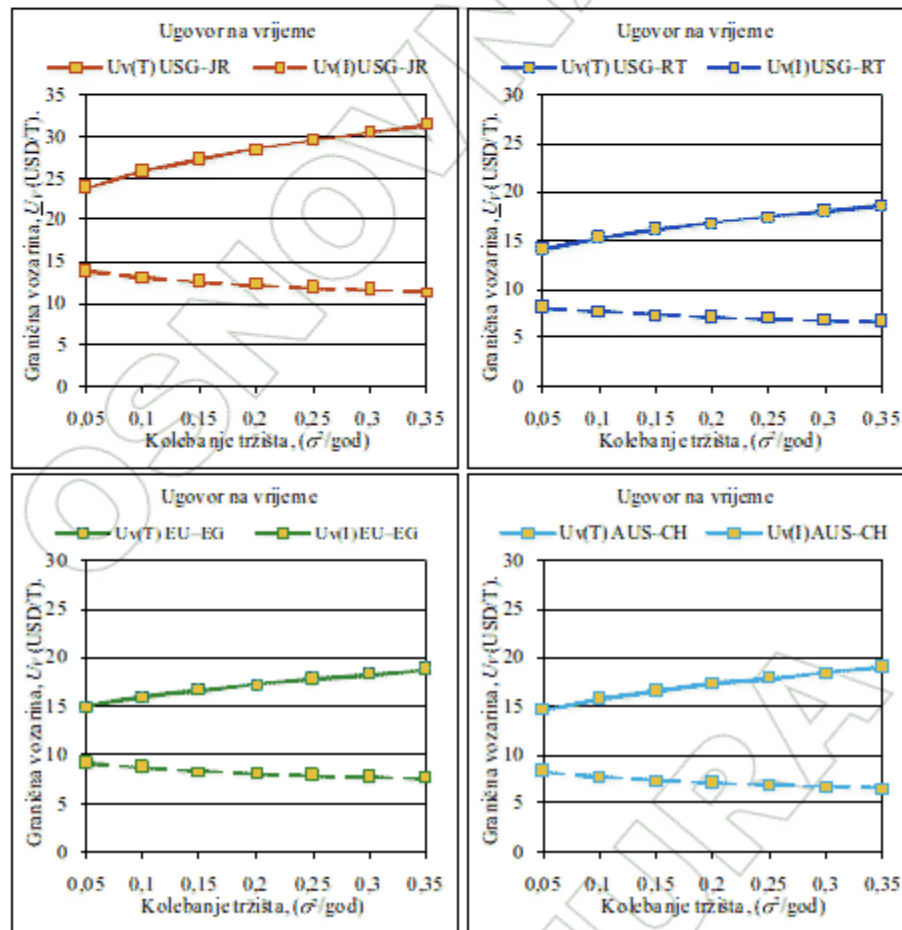 Ugovor na vrijeme
Uv(T) USG-JR Uv(I) USG-JR
Granična vozarina, UV (USD/T).
35
30
25
20
15
10
5
0
0,05 0,1 0,15 0,2 0,25 0,3 0,35
Kolebanje tržišta, (σ²/god)
Ugovor na vrijeme
Uv(T) USG-RT Uv(I) USG-RT
Granična vozarina, UV (USD/T).
30
25
20
15
10
5
0
0,05 0,1 0,15 0,2 0,25 0,3 0,35
Kolebanje tržišta, (σ²/god)
Ugovor na vrijeme
Uv(T) EU-EG Uv(I) EU-EG
Granična vozarina, UV (USD/T).
30
25
20
15
10
5
0
0,05 0,1 0,15 0,2 0,25 0,3 0,35
Kolebanje tržišta, (σ²/god)
Ugovor na vrijeme
Uv(T) AUS-CH Uv(I) AUS-CH
Granična vozarina, UV (USD/T).
30
25
20
15
10
5
0
0,05 0,1 0,15 0,2 0,25 0,3 0,35
Kolebanje tržišta, (σ²/god)
OSNOVNA